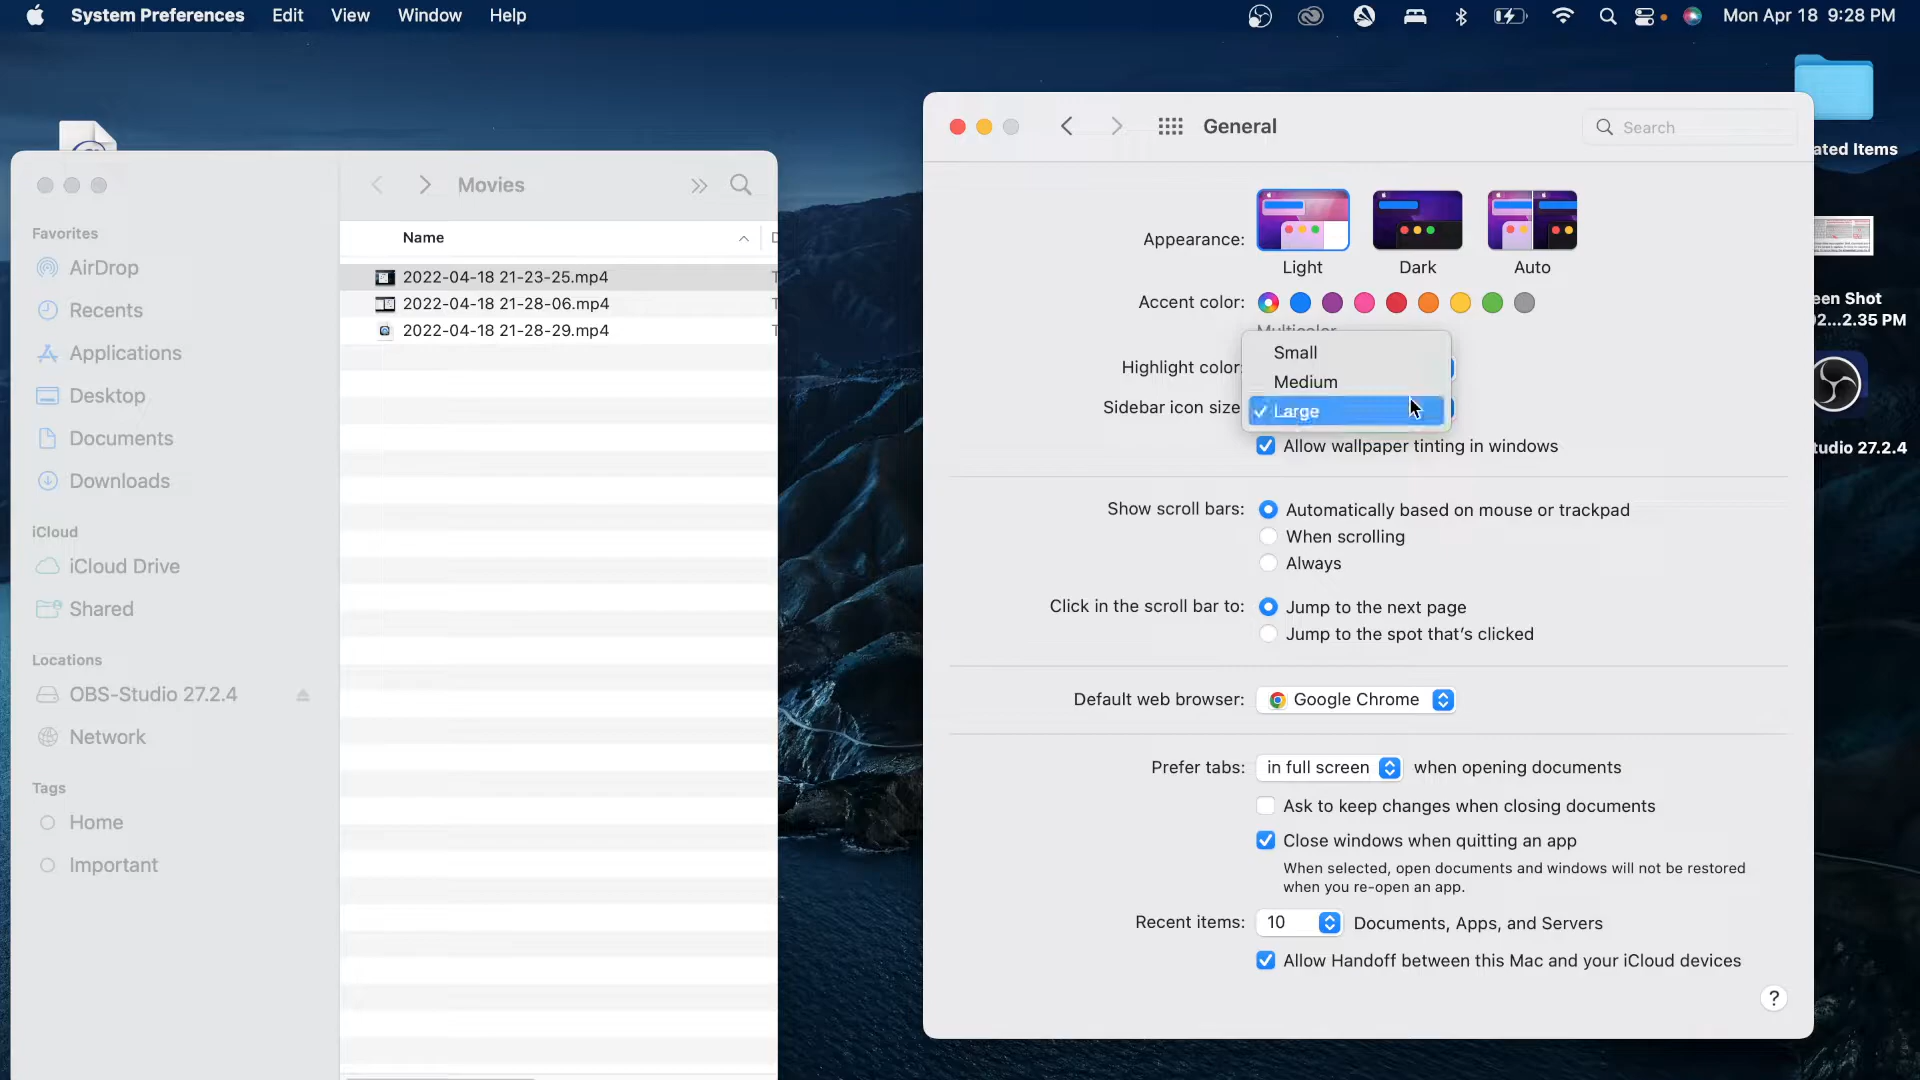 System Preferences Edit View Window Help
Mon Apr 18 9:28 PM
Movies
Name
2022-04-18 21-23-25.mp4
2022-04-18 21-28-06.mp4
2022-04-18 21-28-29.mp4
Favorites
AirDrop
Recents
Applications
Desktop
Documents
Downloads
iCloud
iCloud Drive
Shared
Locations
OBS-Studio 27.2.4
Network
Tags
Home
Important
General
Search
Appearance:
Light Dark Auto
Accent color:
Multicolor
Highlight color:
Small
Medium
Large
Sidebar icon size
Allow wallpaper tinting in windows
Show scroll bars: Automatically based on mouse or trackpad
When scrolling
Always
Click in the scroll bar to: Jump to the next page
Jump to the spot that's clicked
Default web browser: Google Chrome
Prefer tabs: in full screen when opening documents
Ask to keep changes when closing documents
Close windows when quitting an app
When selected, open documents and windows will not be restored
when you re-open an app.
Recent items: 10 Documents, Apps, and Servers
Allow Handoff between this Mac and your iCloud devices
?
ated Items
een Shot
2...2.35 PM
tudio 27.2.4